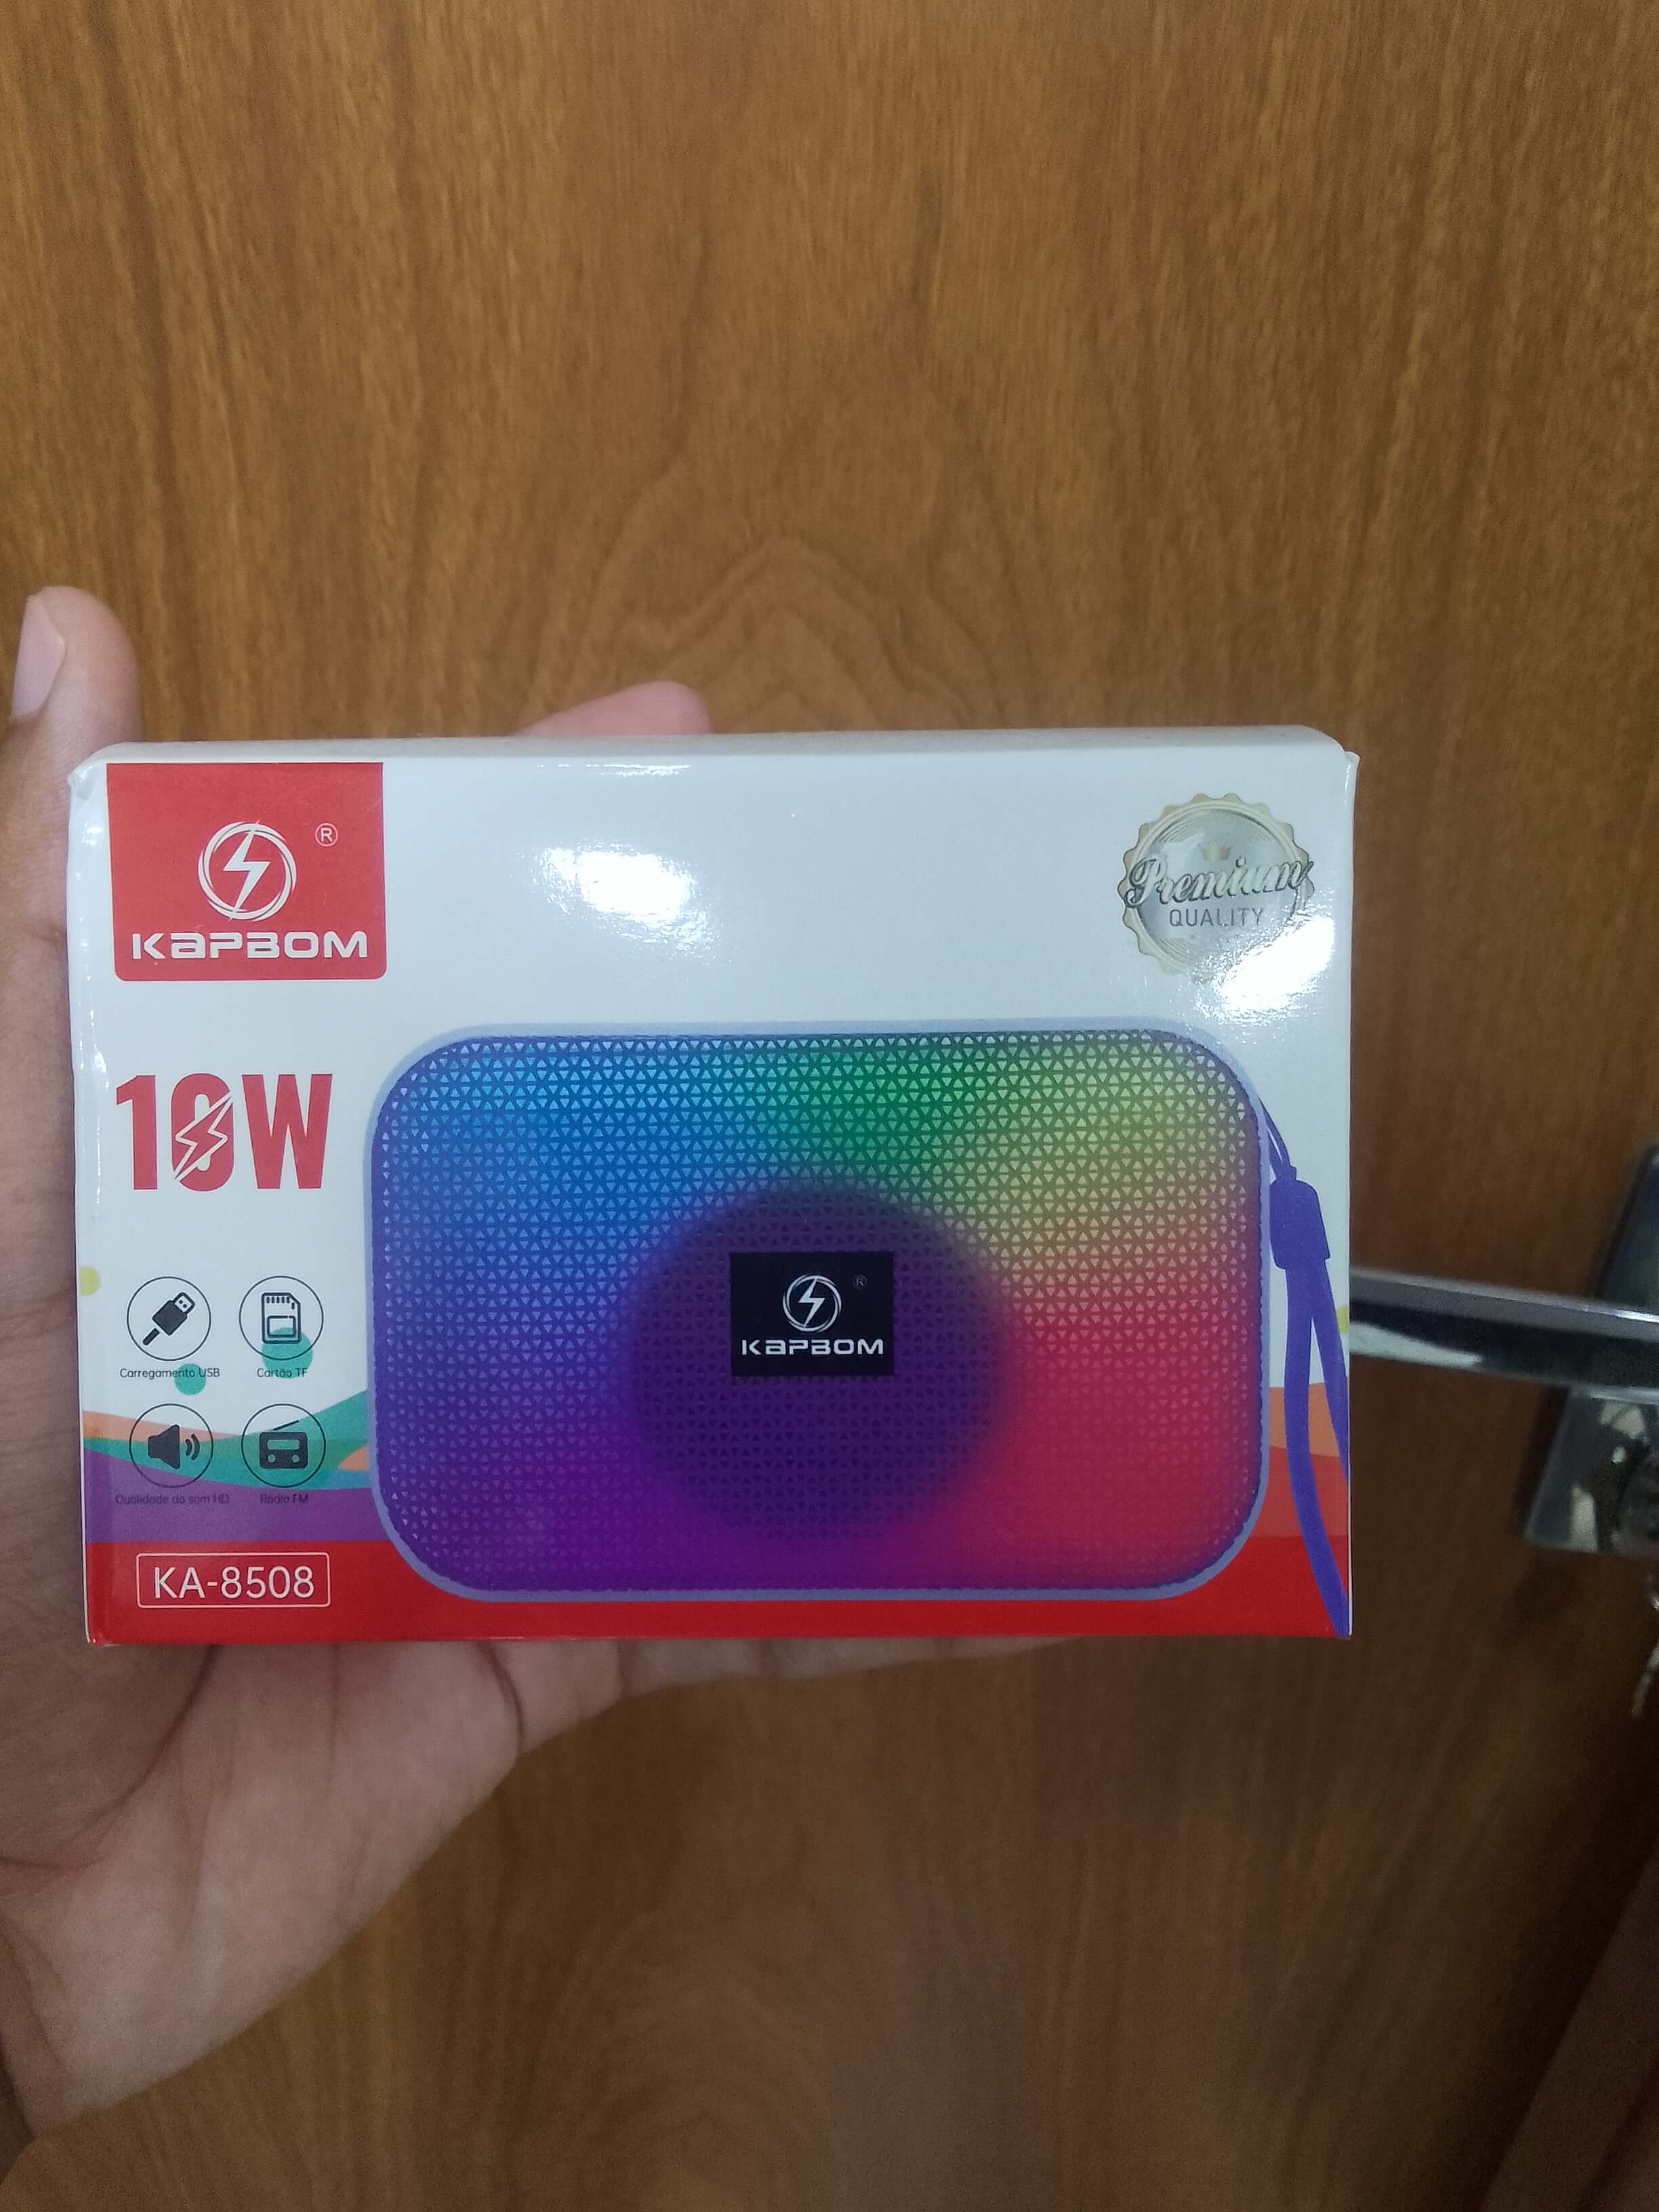 ®
KAPBOM
Premium
QUALITY
10W
®
KAPBOM
Carregamento USB
Cartão TF
Qualidade do som HD
Rádio FM
KA-8508